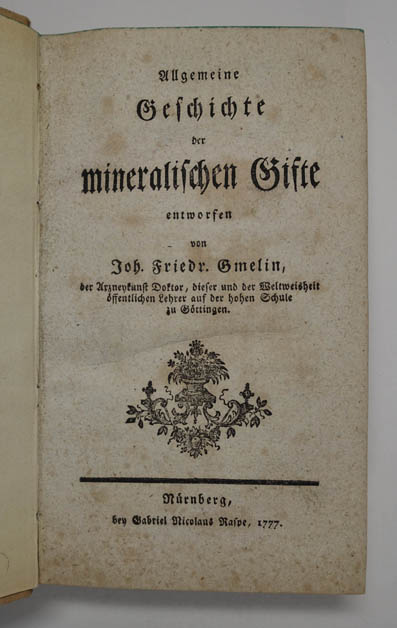 Allgemeine
Geschichte
der
mineralischen Gifte
entworfen
von
Joh. Friedr. Gmelin,
der Arzneykunst Doktor, dieser und der Weltweisheit
öffentlichen Lehrer auf der hohen Schule
zu Göttingen.
Nürnberg,
bey Gabriel Nicolaus Raspe, 1777.